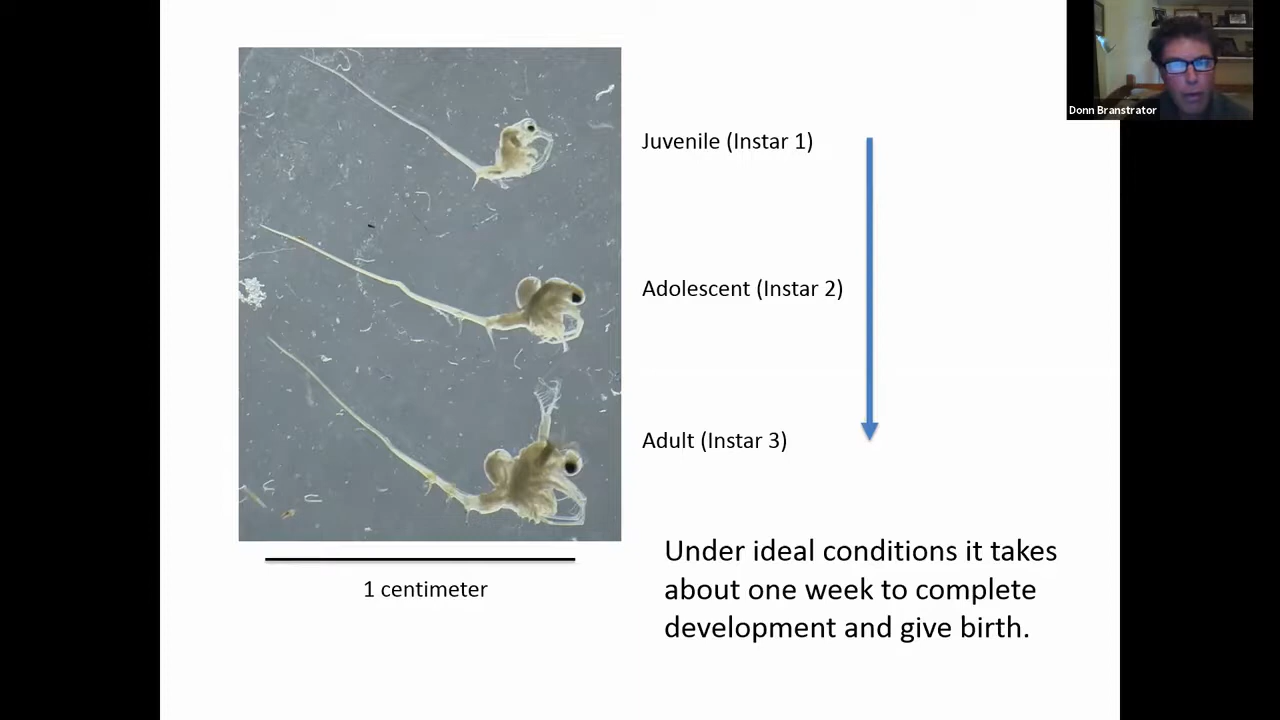 Donn Branstrator
Juvenile (Instar 1)
Adolescent (Instar 2)
Adult (Instar 3)
1 centimeter
Under ideal conditions it takes
about one week to complete
development and give birth.